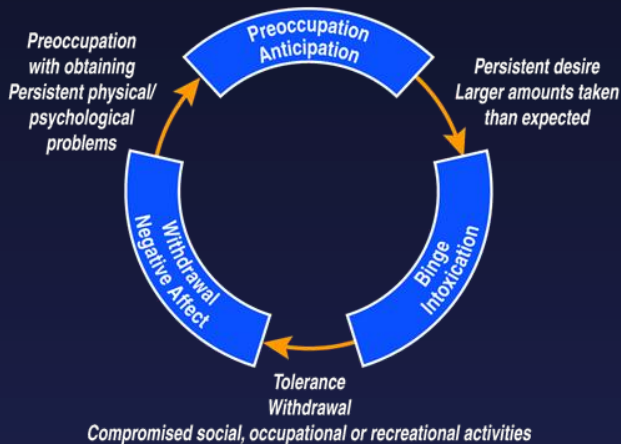 Preoccupation
Anticipation
Preoccupation
with obtaining
Persistent physical/
psychological
problems
Persistent desire
Larger amounts taken
than expected
Withdrawal
Negative Affect
Binge
Intoxication
Tolerance
Withdrawal
Compromised social, occupational or recreational activities